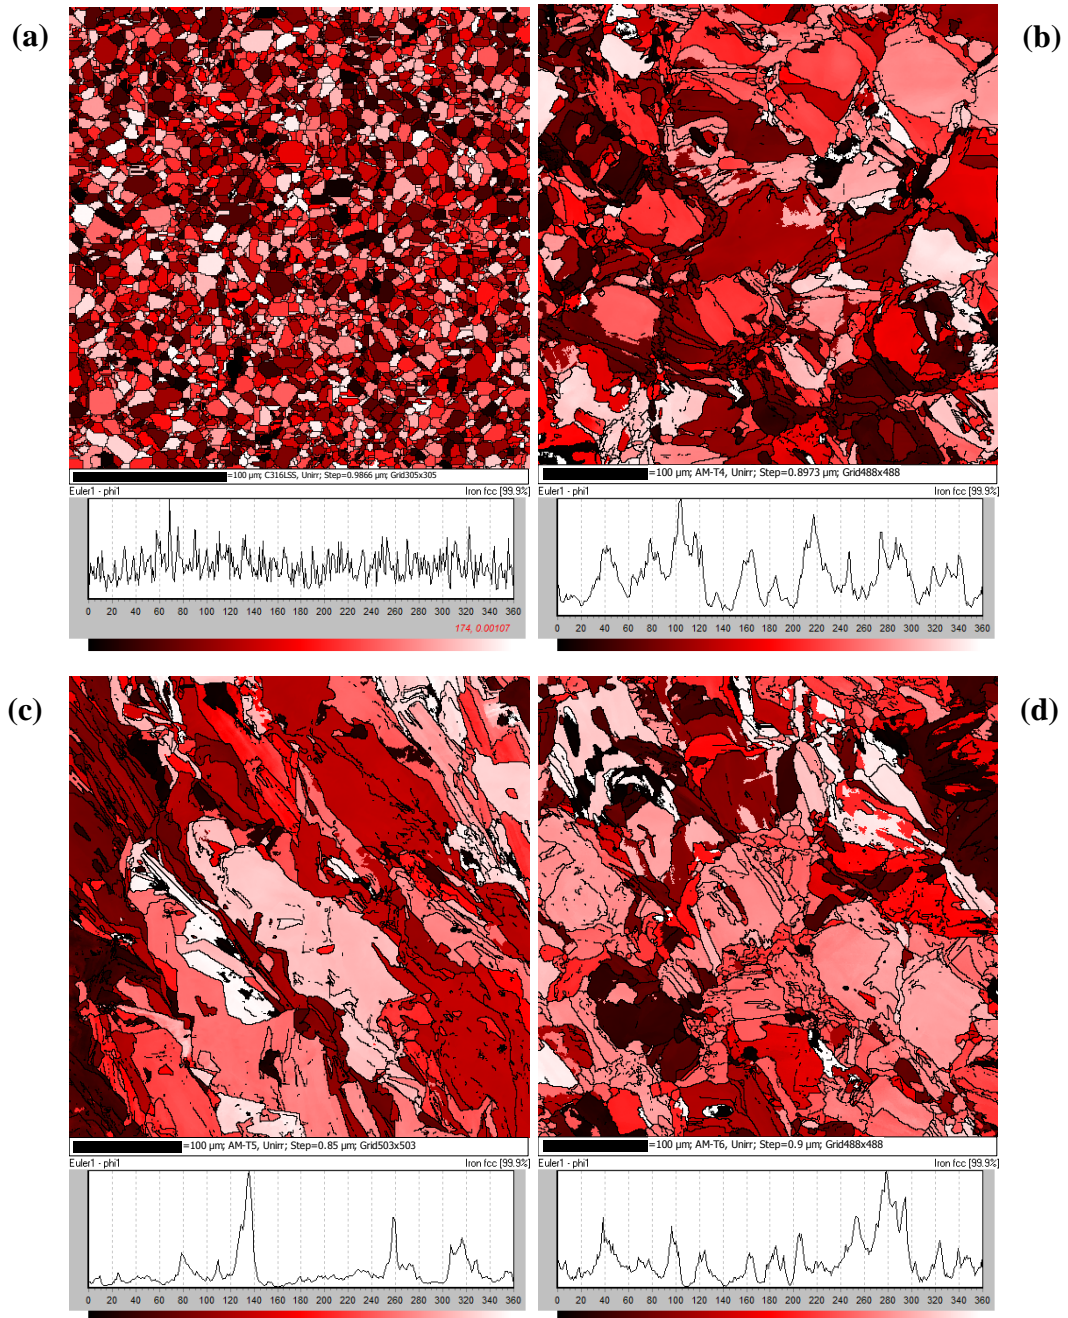 (a)
(b)
=100 µm; C316LSS, Unirr; Step=0.9866 µm; Grid305x305
=100 µm; AM-T4, Unirr; Step=0.8973 µm; Grid488x488
Euler1 - phi1 Iron fcc [99.9%]
Euler1 - phi1 Iron fcc [99.9%]
0 20 40 60 80 100 120 140 160 180 200 220 240 260 280 300 320 340 360
0 20 40 60 80 100 120 140 160 180 200 220 240 260 280 300 320 340 360
174, 0.00107
(c)
(d)
=100 µm; AM-T5, Unirr; Step=0.85 µm; Grid503x503
=100 µm; AM-T6, Unirr; Step=0.9 µm; Grid488x488
Euler1 - phi1 Iron fcc [99.9%]
Euler1 - phi1 Iron fcc [99.9%]
0 20 40 60 80 100 120 140 160 180 200 220 240 260 280 300 320 340 360
0 20 40 60 80 100 120 140 160 180 200 220 240 260 280 300 320 340 360